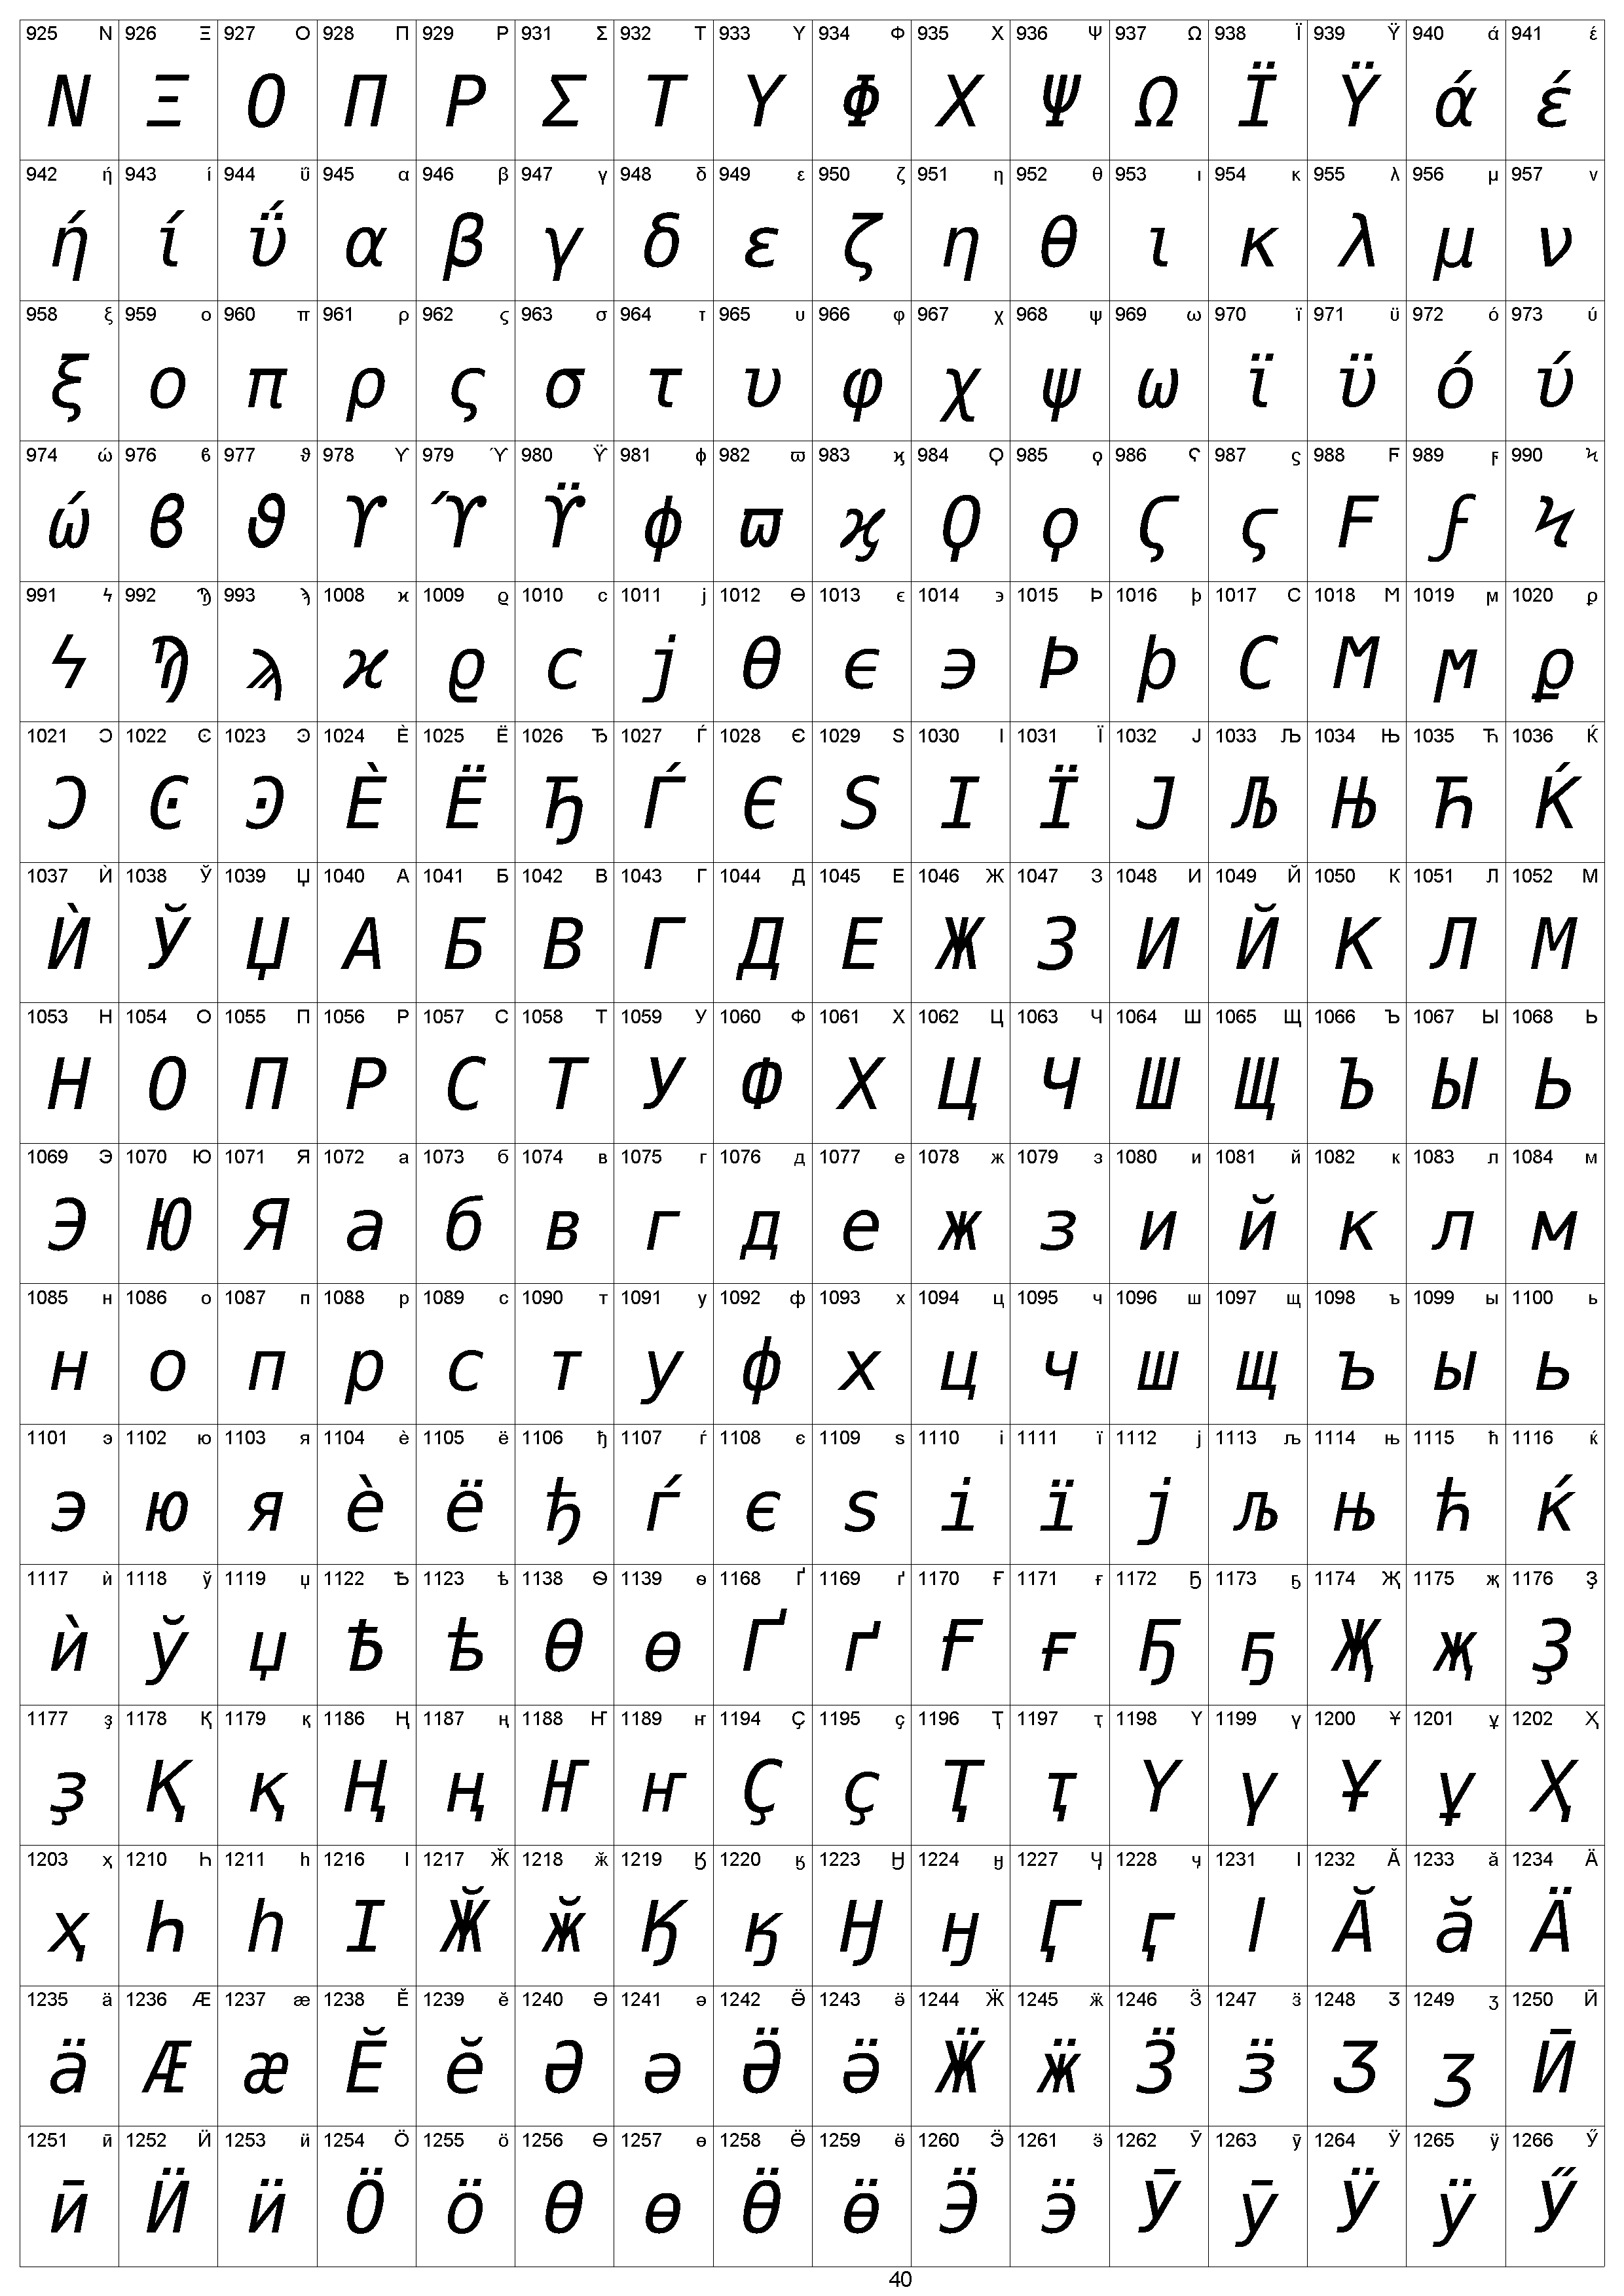 925 Ν 926 Ξ 927 Ο 928 Π 929 Ρ 931 Σ 932 Τ 933 Υ 934 Φ 935 Χ 936 Ψ 937 Ω 938 Ϊ 939 Ϋ 940 ά 941 έ
Ν Ξ Ο Π Ρ Σ Τ Υ Φ Χ Ψ Ω Ϊ Ϋ ά έ
942 ή 943 ί 944 ΰ 945 α 946 β 947 γ 948 δ 949 ε 950 ζ 951 η 952 θ 953 ι 954 κ 955 λ 956 μ 957 ν
ή ί ΰ α β γ δ ε ζ η θ ι κ λ μ ν
958 ξ 959 ο 960 π 961 ρ 962 ς 963 σ 964 τ 965 υ 966 φ 967 χ 968 ψ 969 ω 970 ϊ 971 ϋ 972 ό 973 ύ
ξ ο π ρ ς σ τ υ φ χ ψ ω ϊ ϋ ό ύ
974 ώ 976 ϐ 977 ϑ 978 ϒ 979 ϓ 980 ϔ 981 ϕ 982 ϖ 983 ϗ 984 Ϙ 985 ϙ 986 Ϛ 987 ϛ 988 Ϝ 989 ϝ 990 Ϟ
ώ ϐ ϑ ϒ ϓ ϔ ϕ ϖ ϗ Ϙ ϙ Ϛ ϛ Ϝ ϝ Ϟ
991 ϟ 992 Ϡ 993 ϡ 1008 ϰ 1009 ϱ 1010 ϲ 1011 ϳ 1012 ϴ 1013 ϵ 1014 ϶ 1015 Ϸ 1016 ϸ 1017 Ϲ 1018 Ϻ 1019 ϻ 1020 ϼ
ϟ Ϡ ϡ ϰ ϱ ϲ ϳ ϴ ϵ ϶ Ϸ ϸ Ϲ Ϻ ϻ ϼ
1021 Ͻ 1022 Ͼ 1023 Ͽ 1024 Ѐ 1025 Ё 1026 Ђ 1027 Ѓ 1028 Є 1029 Ѕ 1030 І 1031 Ї 1032 Ј 1033 Љ 1034 Њ 1035 Ћ 1036 Ќ
Ͻ Ͼ Ͽ Ѐ Ё Ђ Ѓ Є Ѕ І Ї Ј Љ Њ Ћ Ќ
1037 Ѝ 1038 Ў 1039 Џ 1040 А 1041 Б 1042 В 1043 Г 1044 Д 1045 Е 1046 Ж 1047 З 1048 И 1049 Й 1050 К 1051 Л 1052 М
Ѝ Ў Џ А Б В Г Д Е Ж З И Й К Л М
1053 Н 1054 О 1055 П 1056 Р 1057 С 1058 Т 1059 У 1060 Ф 1061 Х 1062 Ц 1063 Ч 1064 Ш 1065 Щ 1066 Ъ 1067 Ы 1068 Ь
Н О П Р С Т У Ф Х Ц Ч Ш Щ Ъ Ы Ь
1069 Э 1070 Ю 1071 Я 1072 а 1073 б 1074 в 1075 г 1076 д 1077 е 1078 ж 1079 з 1080 и 1081 й 1082 к 1083 л 1084 м
Э Ю Я а б в г д е ж з и й к л м
1085 н 1086 о 1087 п 1088 р 1089 с 1090 т 1091 у 1092 ф 1093 х 1094 ц 1095 ч 1096 ш 1097 щ 1098 ъ 1099 ы 1100 ь
н о п р с т у ф х ц ч ш щ ъ ы ь
1101 э 1102 ю 1103 я 1104 ѐ 1105 ё 1106 ђ 1107 ѓ 1108 є 1109 ѕ 1110 і 1111 ї 1112 ј 1113 љ 1114 њ 1115 ћ 1116 ќ
э ю я ѐ ё ђ ѓ є ѕ і ї ј љ њ ћ ќ
1117 ѝ 1118 ў 1119 џ 1122 Ѣ 1123 ѣ 1138 Ѳ 1139 ѳ 1168 Ґ 1169 ґ 1170 Ғ 1171 ғ 1172 Ҕ 1173 ҕ 1174 Җ 1175 җ 1176 Ҙ
ѝ ў џ Ѣ ѣ Ѳ ѳ Ґ ґ Ғ ғ Ҕ ҕ Җ җ Ҙ
1177 ҙ 1178 Қ 1179 қ 1186 Ң 1187 ң 1188 Ҥ 1189 ҥ 1194 Ҫ 1195 ҫ 1196 Ҭ 1197 ҭ 1198 Ү 1199 ү 1200 Ұ 1201 ұ 1202 Ҳ
ҙ Қ қ Ң ң Ҥ ҥ Ҫ ҫ Ҭ ҭ Ү ү Ұ ұ Ҳ
1203 ҳ 1210 Һ 1211 һ 1216 Ӏ 1217 Ӂ 1218 ӂ 1219 Ӄ 1220 ӄ 1223 Ӈ 1224 ӈ 1227 Ӌ 1228 ӌ 1231 ӏ 1232 Ӑ 1233 ӑ 1234 Ӓ
ҳ Һ һ Ӏ Ӂ ӂ Ӄ ӄ Ӈ ӈ Ӷ ӷ ӏ Ӑ ӑ Ӓ
1235 ӓ 1236 Ӕ 1237 ӕ 1238 Ӗ 1239 ӗ 1240 Ә 1241 ә 1242 Ӛ 1243 ӛ 1244 Ӝ 1245 ӝ 1246 Ӟ 1247 ӟ 1248 Ӡ 1249 ӡ 1250 Ӣ
ӓ Ӕ ӕ Ӗ ӗ Ә ә Ӛ ӛ Ӝ ӝ Ӟ ӟ Ӡ ӡ Ӣ
1251 ӣ 1252 Ӥ 1253 ӥ 1254 Ӧ 1255 ӧ 1256 Ө 1257 ө 1258 Ӫ 1259 ӫ 1260 Ӭ 1261 ӭ 1262 Ӯ 1263 ӯ 1264 Ӱ 1265 ӱ 1266 Ӳ
ӣ Ӥ ӥ Ӧ ӧ Ө ө Ӫ ӫ Ӭ ӭ Ӯ ӯ Ӱ ӱ Ӳ
40